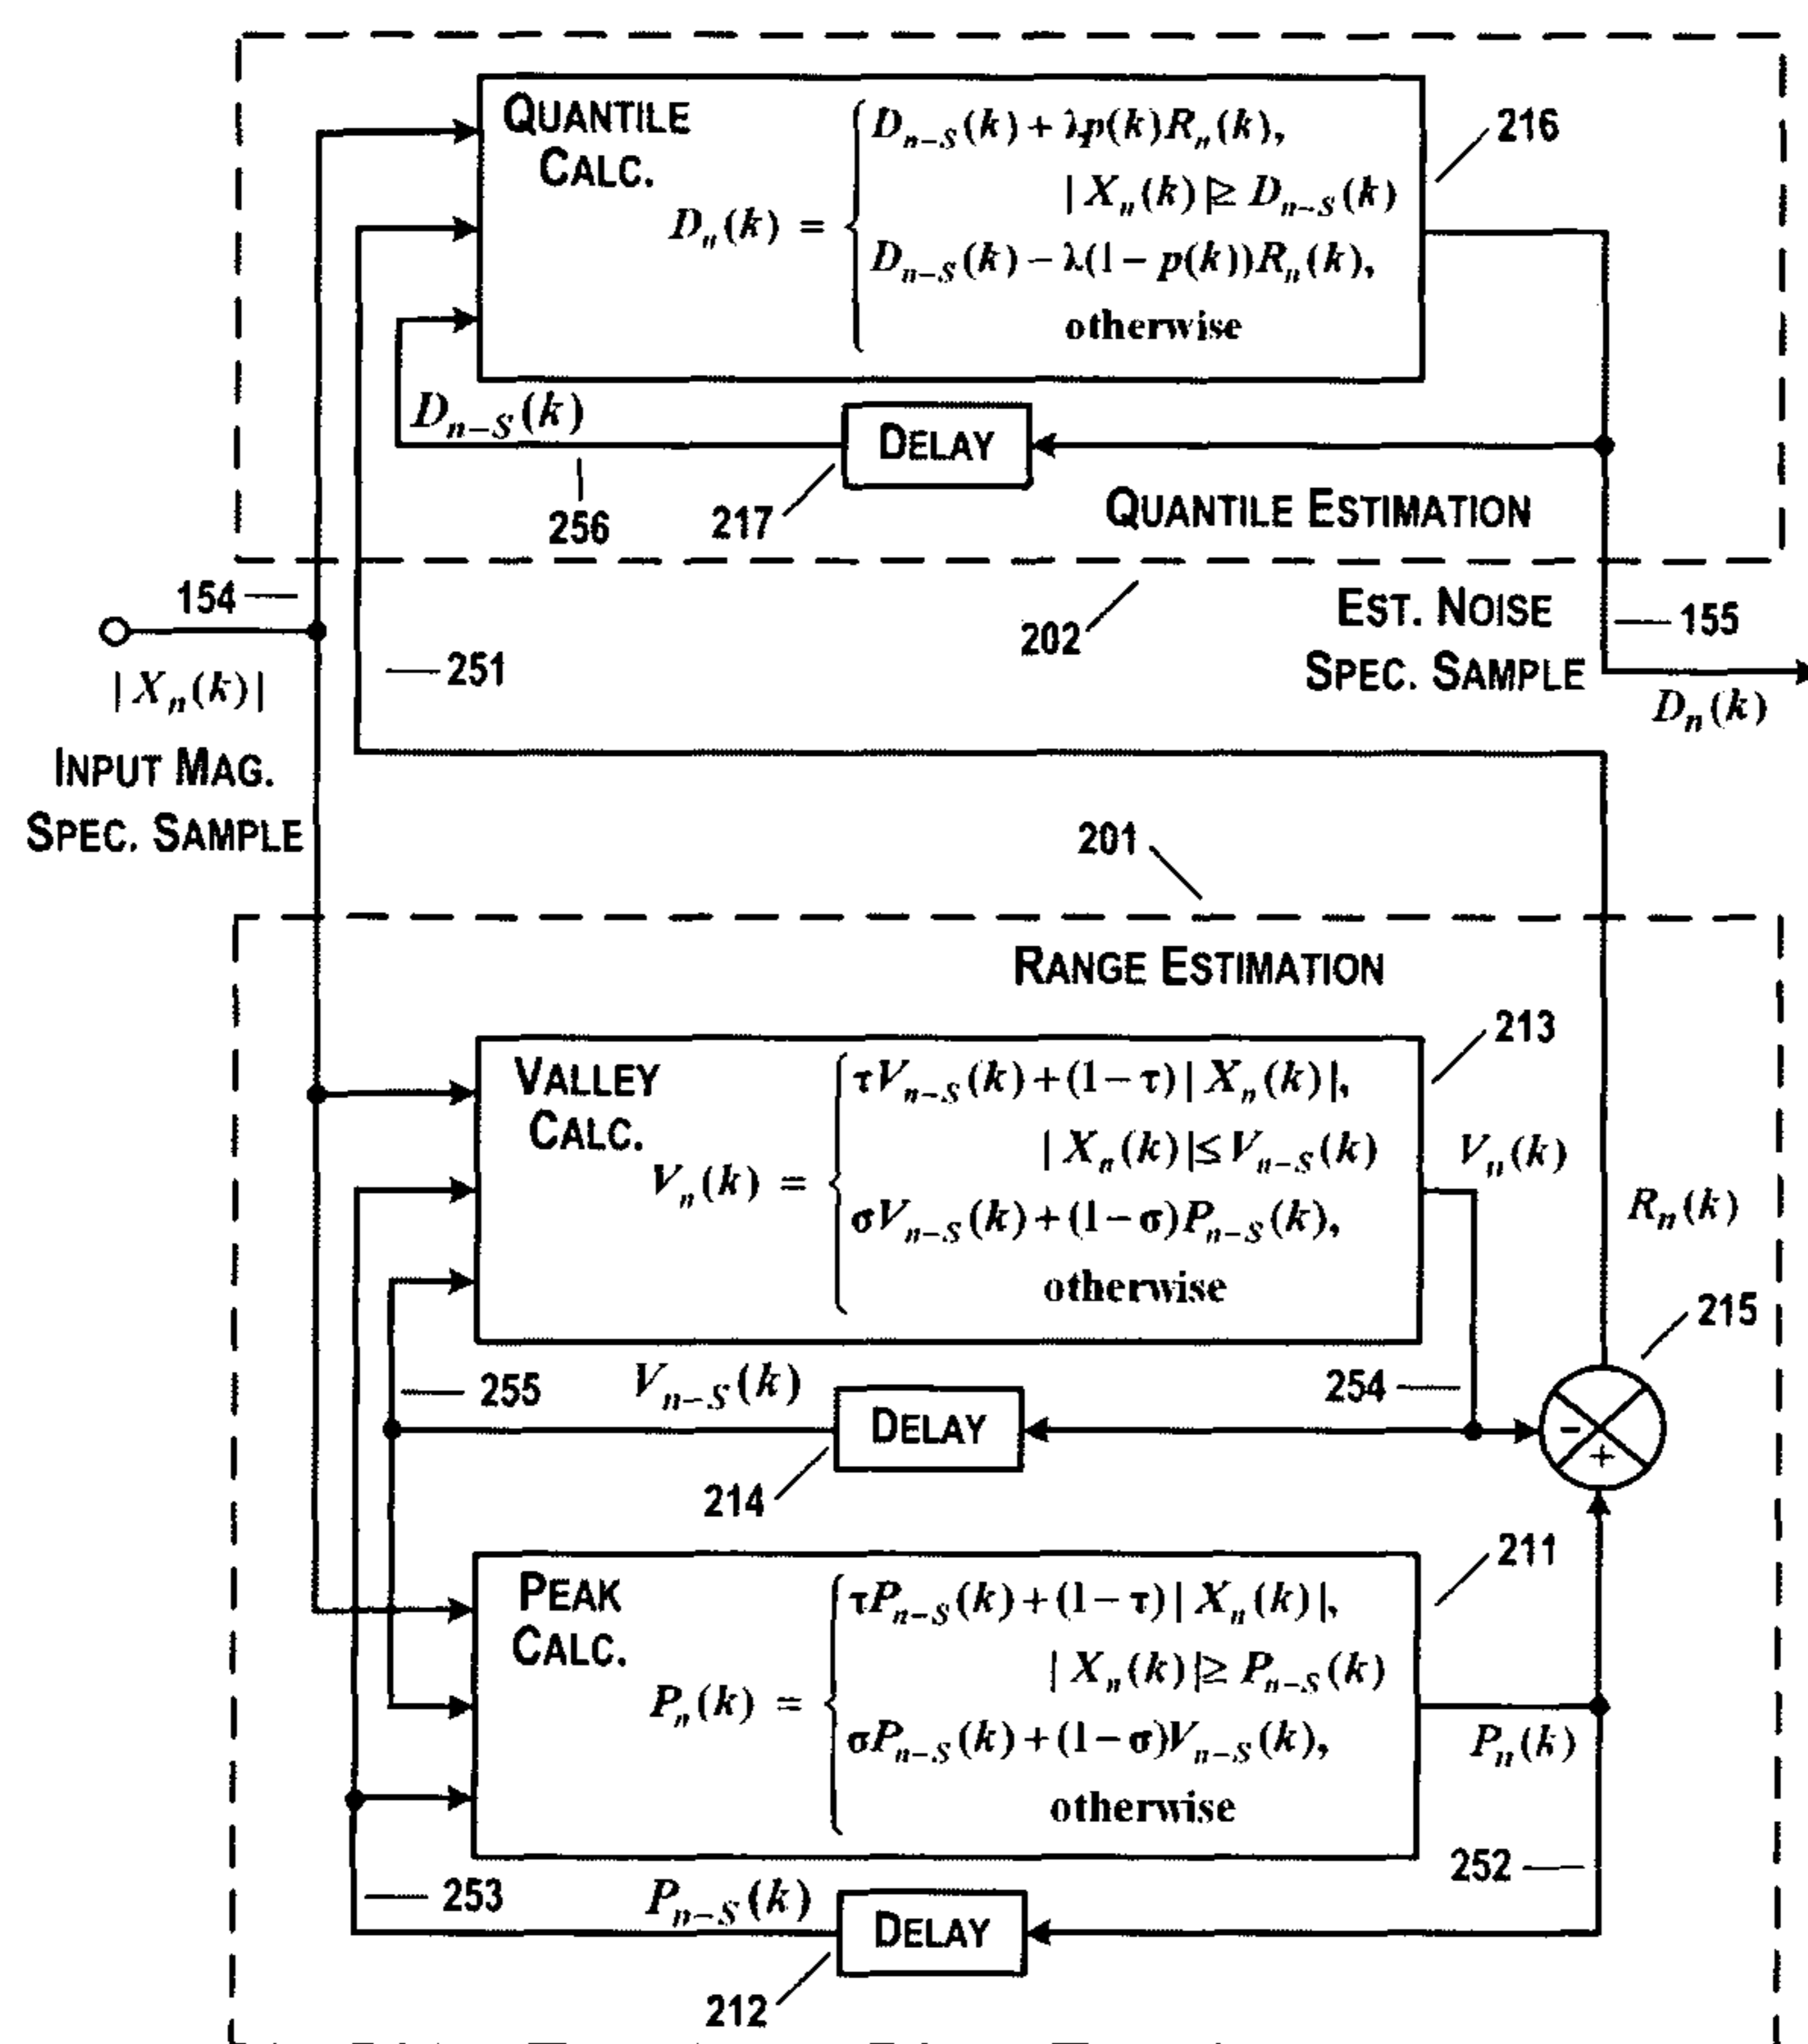 QUANTILE
CALC.
D_n(k) = { D_{n-S}(k) + λp(k)R_n(k),
|X_n(k)| ≥ D_{n-S}(k)
D_{n-S}(k) − λ(1 − p(k))R_n(k),
otherwise
216
D_{n-S}(k)
DELAY
256
217
QUANTILE ESTIMATION
154
202
EST. NOISE
SPEC. SAMPLE
155
|X_n(k)|
251
D_n(k)
INPUT MAG.
SPEC. SAMPLE
201
RANGE ESTIMATION
213
VALLEY
CALC.
V_n(k) = { τV_{n-S}(k) + (1 − τ)|X_n(k)|,
|X_n(k)| ≤ V_{n-S}(k)
σV_{n-S}(k) + (1 − σ)P_{n-S}(k),
otherwise
V_n(k)
R_n(k)
215
255
V_{n-S}(k)
DELAY
254
−
+
214
211
PEAK
CALC.
P_n(k) = { τP_{n-S}(k) + (1 − τ)|X_n(k)|,
|X_n(k)| ≥ P_{n-S}(k)
σP_{n-S}(k) + (1 − σ)V_{n-S}(k),
otherwise
P_n(k)
252
253
P_{n-S}(k)
DELAY
212